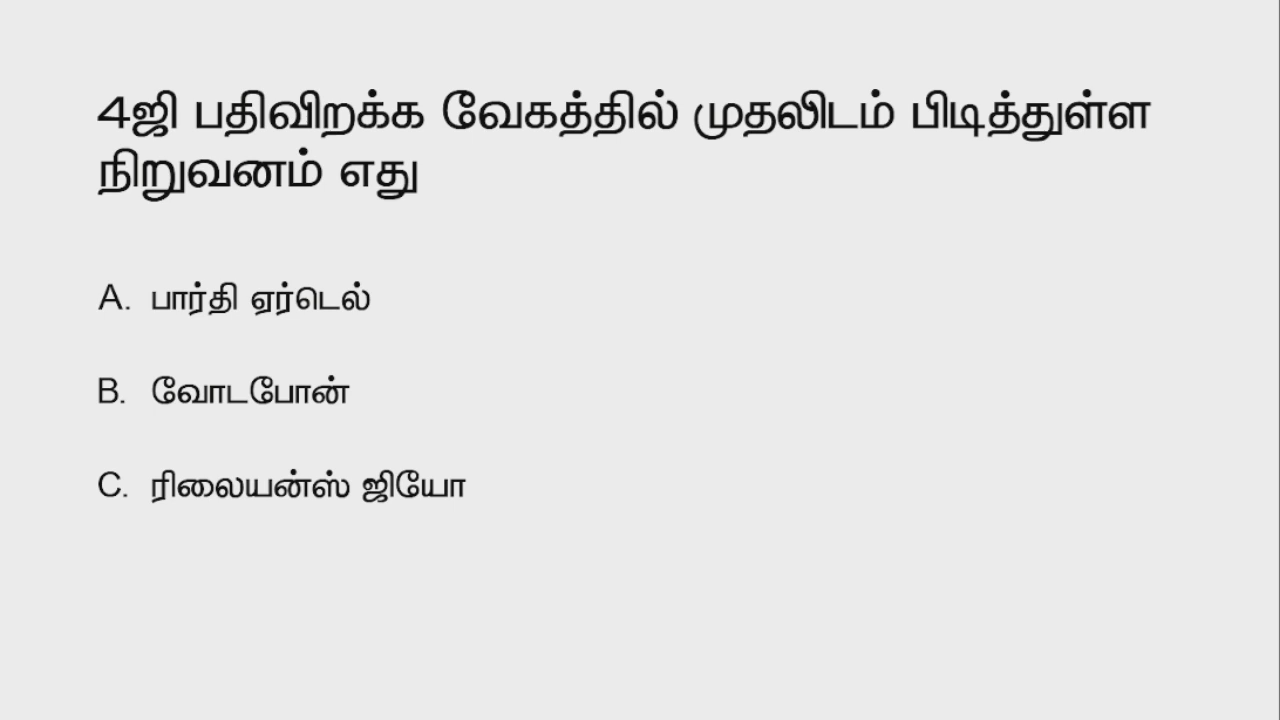 4ஜி பதிவிறக்க வேகத்தில் முதலிடம் பிடித்துள்ள
நிறுவனம் எது
A. பார்தி ஏர்டெல்
B. வோடபோன்
C. ரிலையன்ஸ் ஜியோ